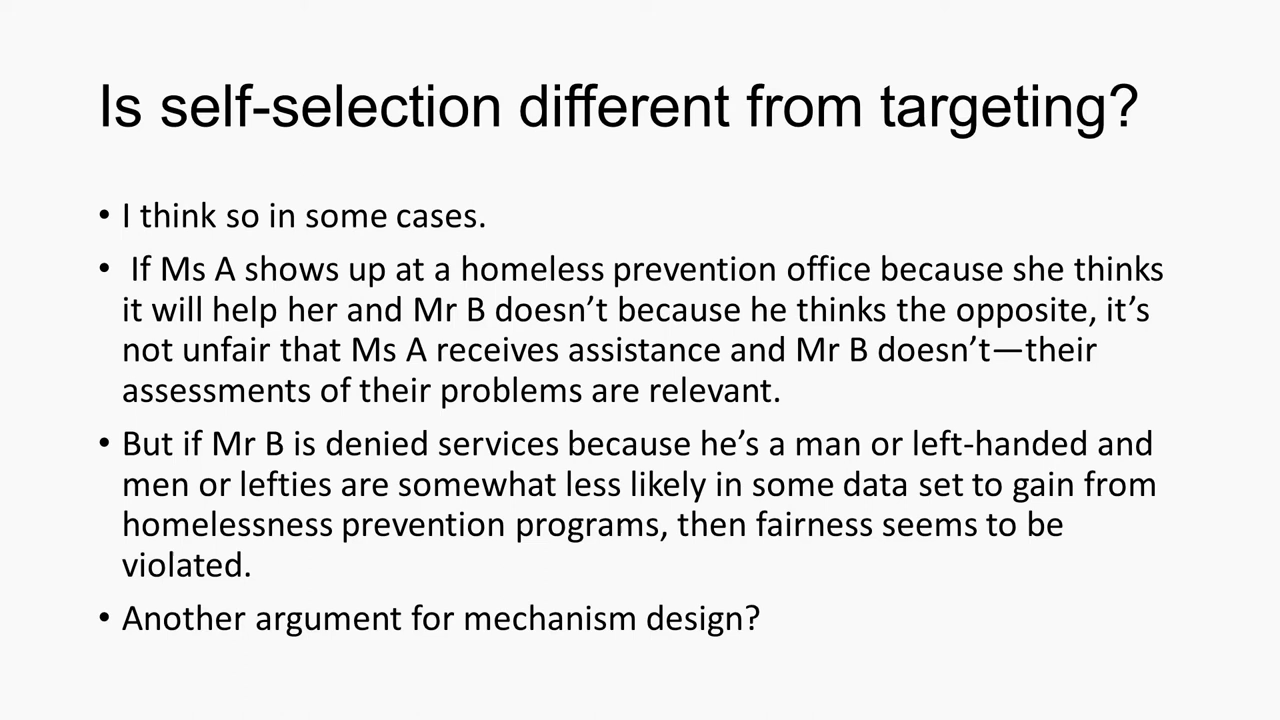 Is self-selection different from targeting?
• I think so in some cases.
• If Ms A shows up at a homeless prevention office because she thinks
it will help her and Mr B doesn’t because he thinks the opposite, it’s
not unfair that Ms A receives assistance and Mr B doesn’t—their
assessments of their problems are relevant.
• But if Mr B is denied services because he’s a man or left-handed and
men or lefties are somewhat less likely in some data set to gain from
homelessness prevention programs, then fairness seems to be
violated.
• Another argument for mechanism design?